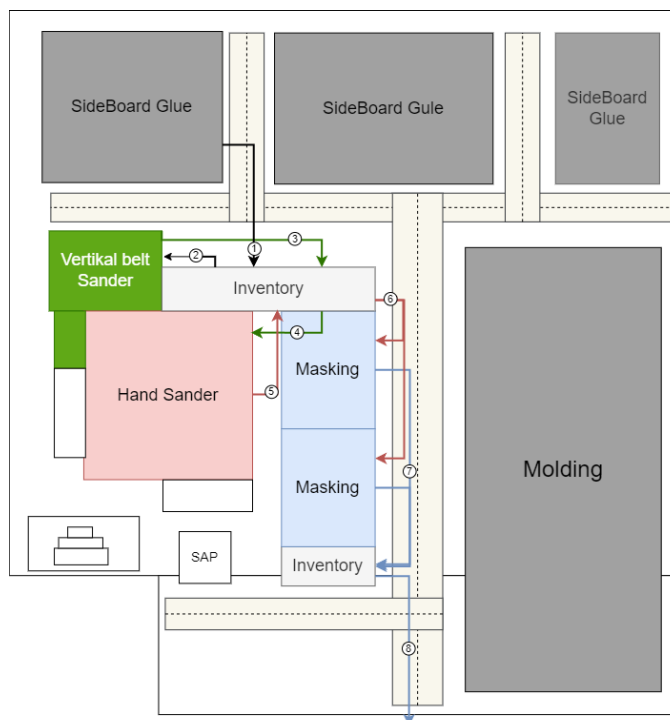 SideBoard Glue
SideBoard Gule
SideBoard
Glue
1
2
3
Vertikal belt
Sander
Inventory
6
4
Masking
Hand Sander
5
Masking
7
Molding
SAP
Inventory
8